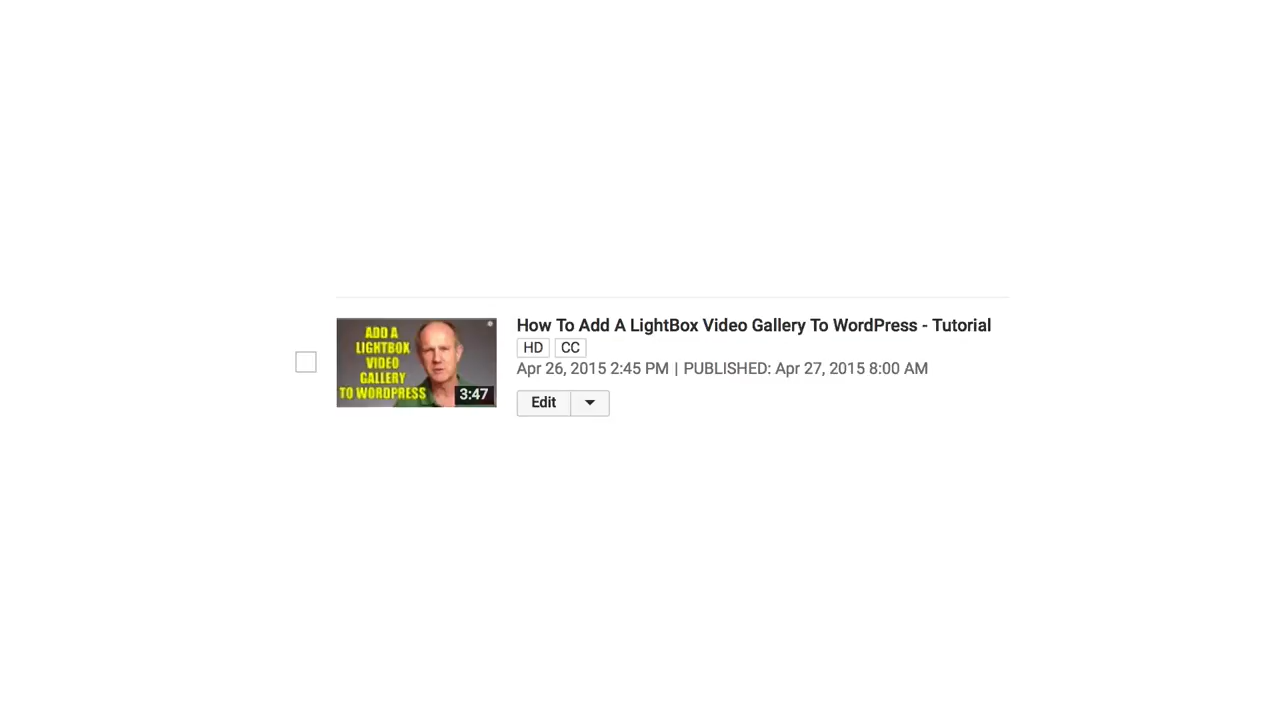 How To Add A LightBox Video Gallery To WordPress - Tutorial
ADD A
LIGHTBOX
VIDEO
GALLERY
TO WORDPRESS
3:47
HD CC
Apr 26, 2015 2:45 PM | PUBLISHED: Apr 27, 2015 8:00 AM
Edit